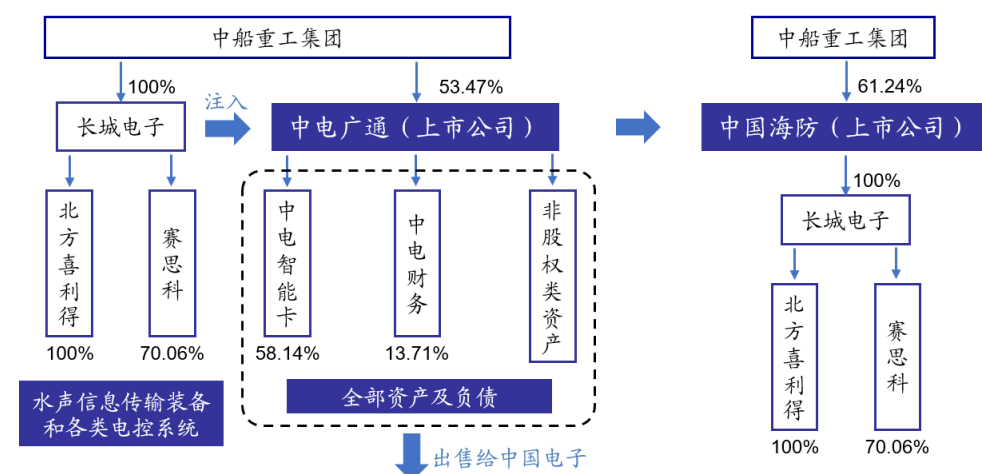 中船重工集团
100%
53.47%
长城电子
注入
中电广通（上市公司）
北方喜利得
赛思科
中电智能卡
中电财务
非股权类资产
100%
70.06%
58.14%
13.71%
水声信息传输装备
和各类电控系统
全部资产及负债
出售给中国电子
中船重工集团
61.24%
中国海防（上市公司）
100%
长城电子
北方喜利得
赛思科
100%
70.06%